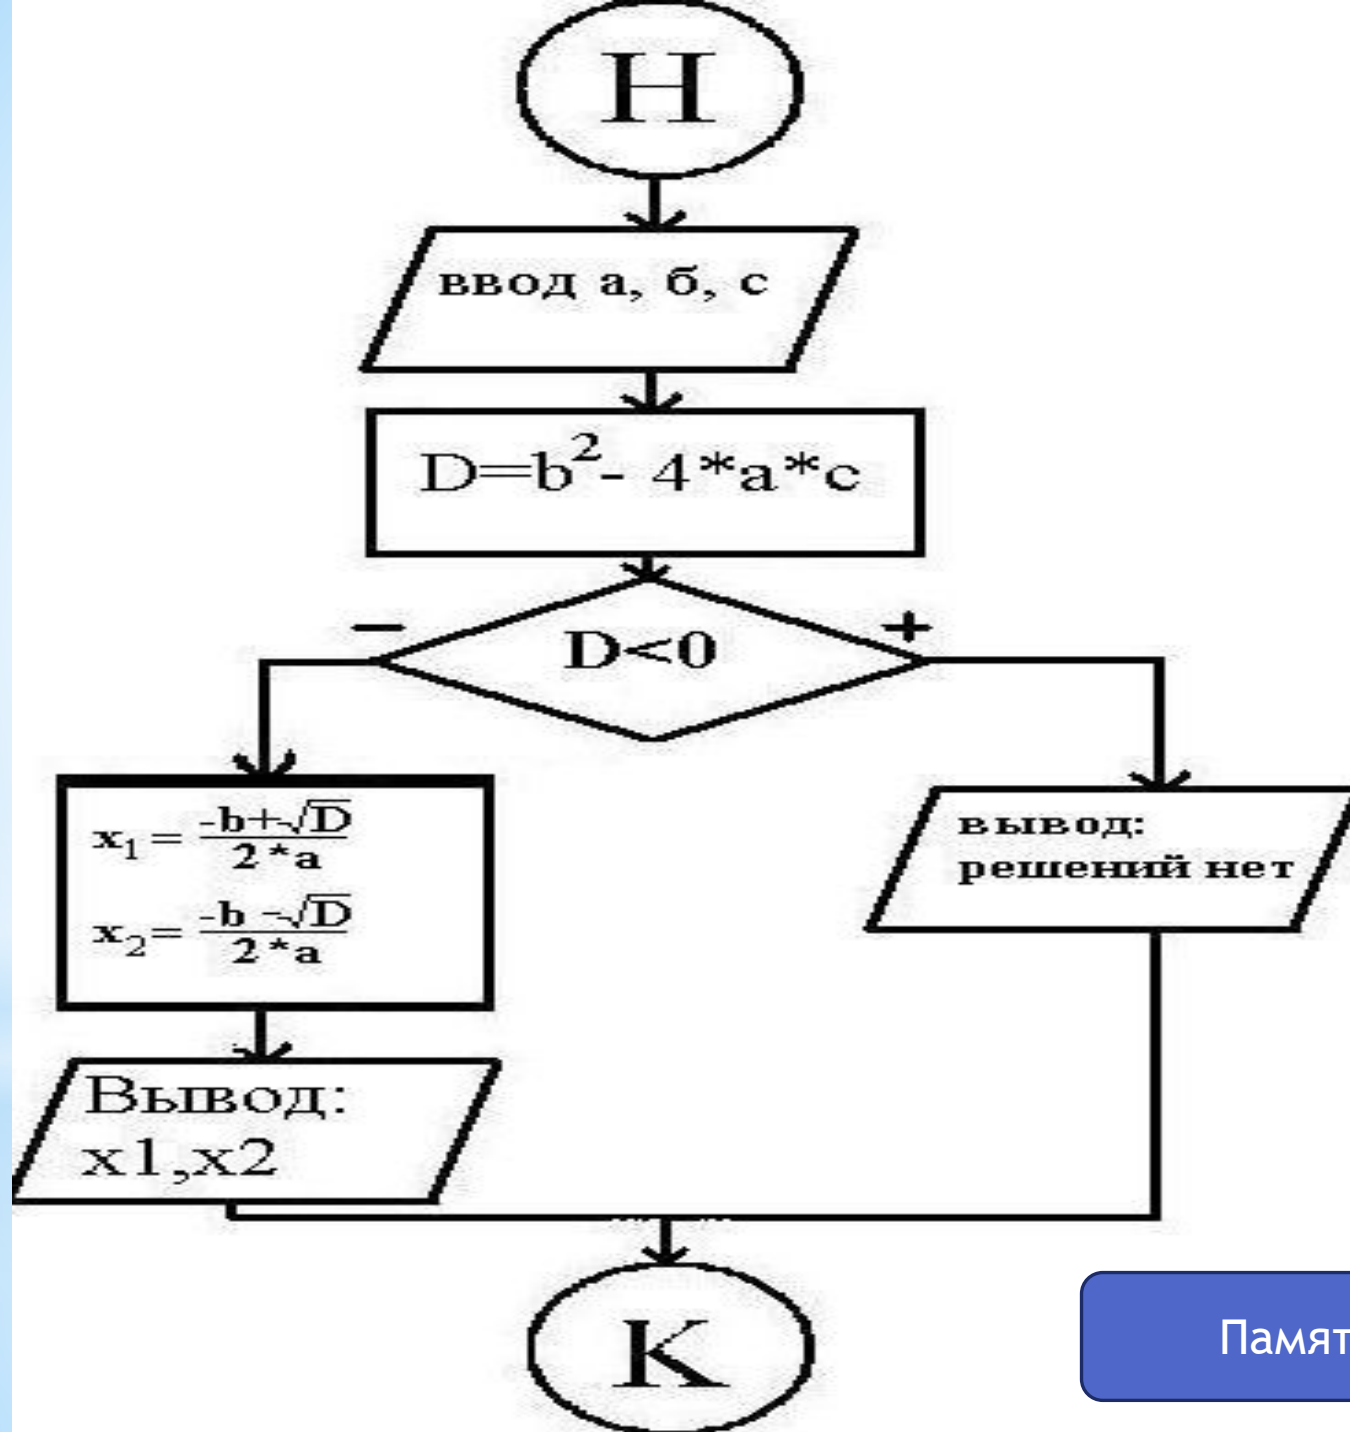 Н
ввод а, б, с
D=b²- 4*a*c
–
D<0
+
x₁= -b+√D
2*a
x₂= -b -√D
2*a
вывод:
решений нет
Вывод:
x1,x2
К
Памят